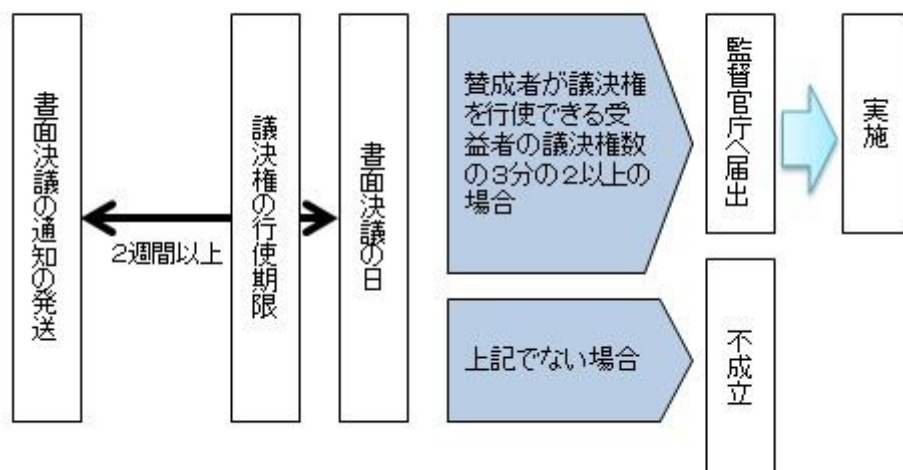 書面決議の通知の発送
2週間以上
議決権の行使期限
書面決議の日
賛成者が議決権
を行使できる受
益者の議決権数
の3分の2以上の
場合
監督官庁へ届出
実施
上記でない場合
不成立